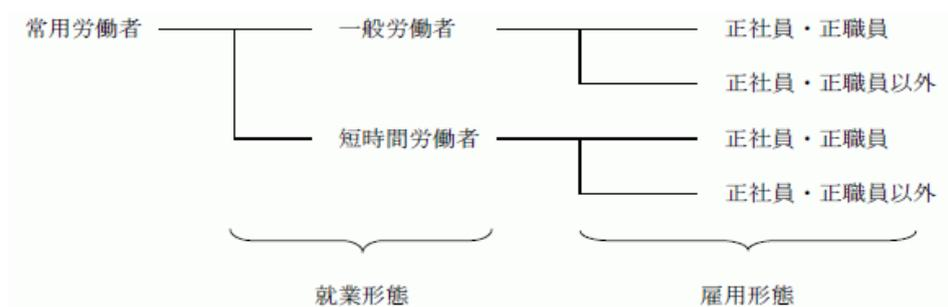 常用労働者 一般労働者 正社員・正職員
正社員・正職員以外
短時間労働者 正社員・正職員
正社員・正職員以外
就業形態 雇用形態